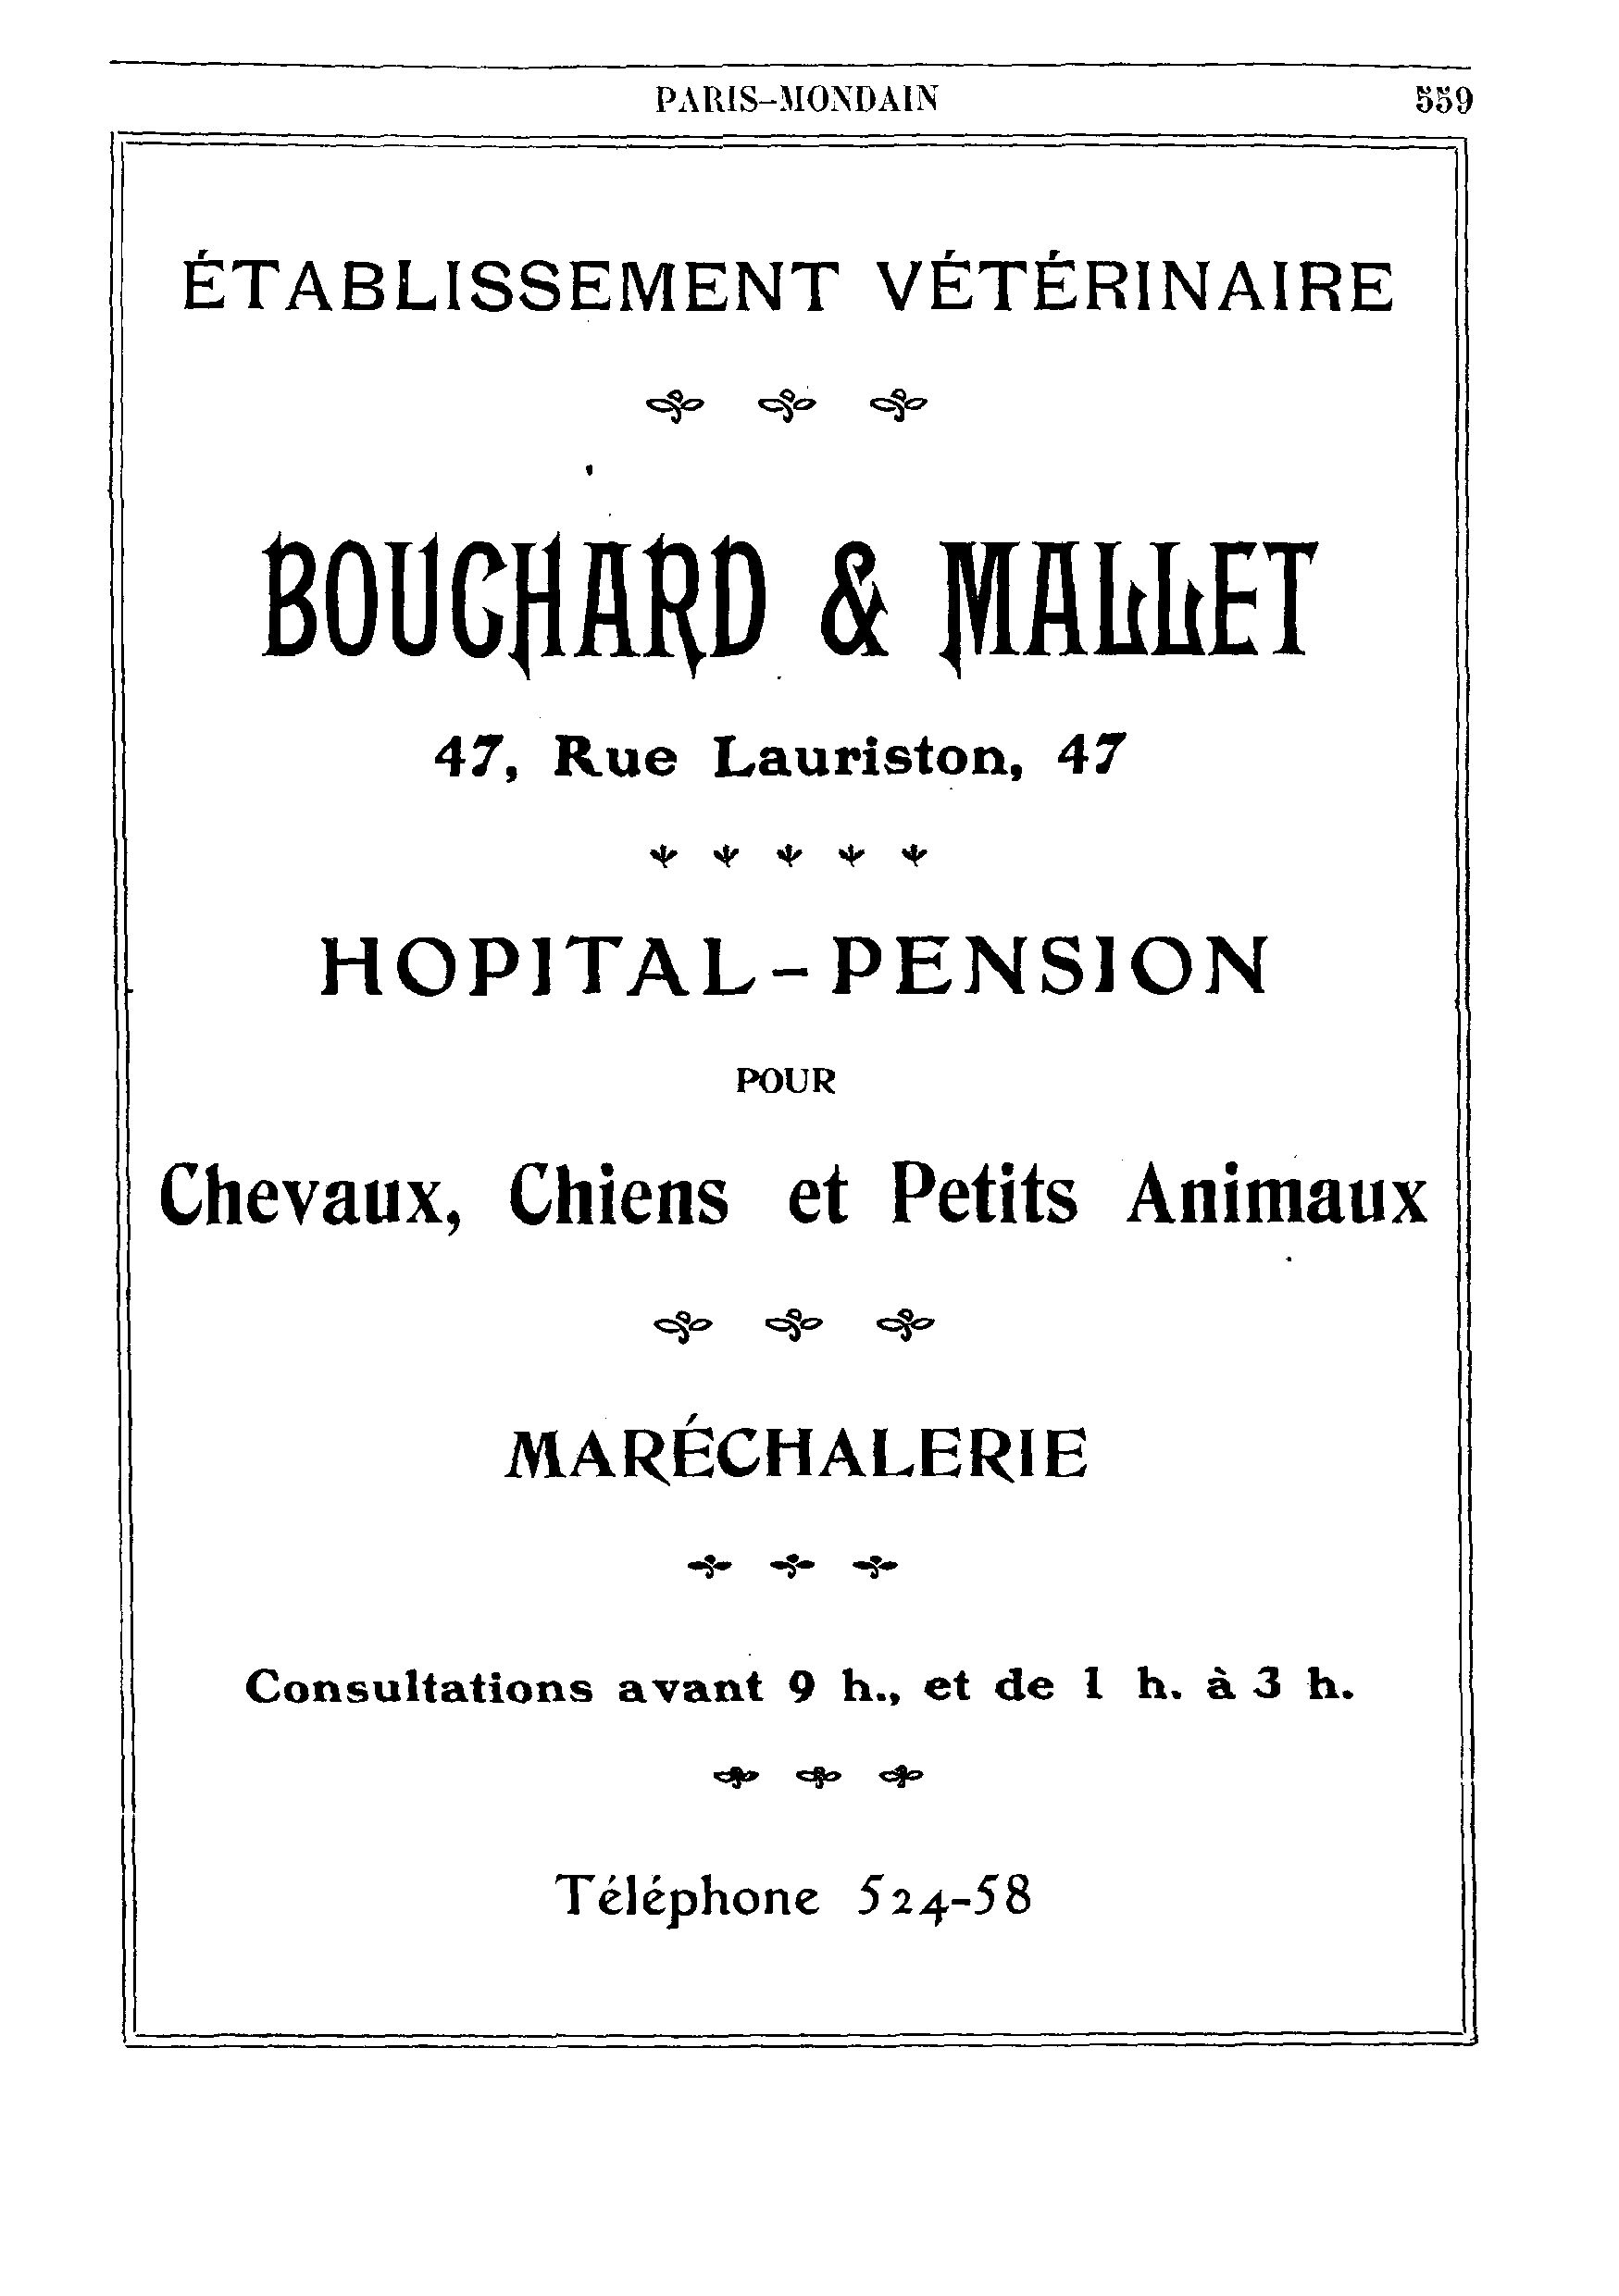 PARIS-MONDAIN 559
ÉTABLISSEMENT VÉTÉRINAIRE
BOUCHARD & MALLET
47, Rue Lauriston, 47
HOPITAL-PENSION
POUR
Chevaux, Chiens et Petits Animaux
MARÉCHALERIE
Consultations avant 9 h., et de 1 h. à 3 h.
Téléphone 524-58